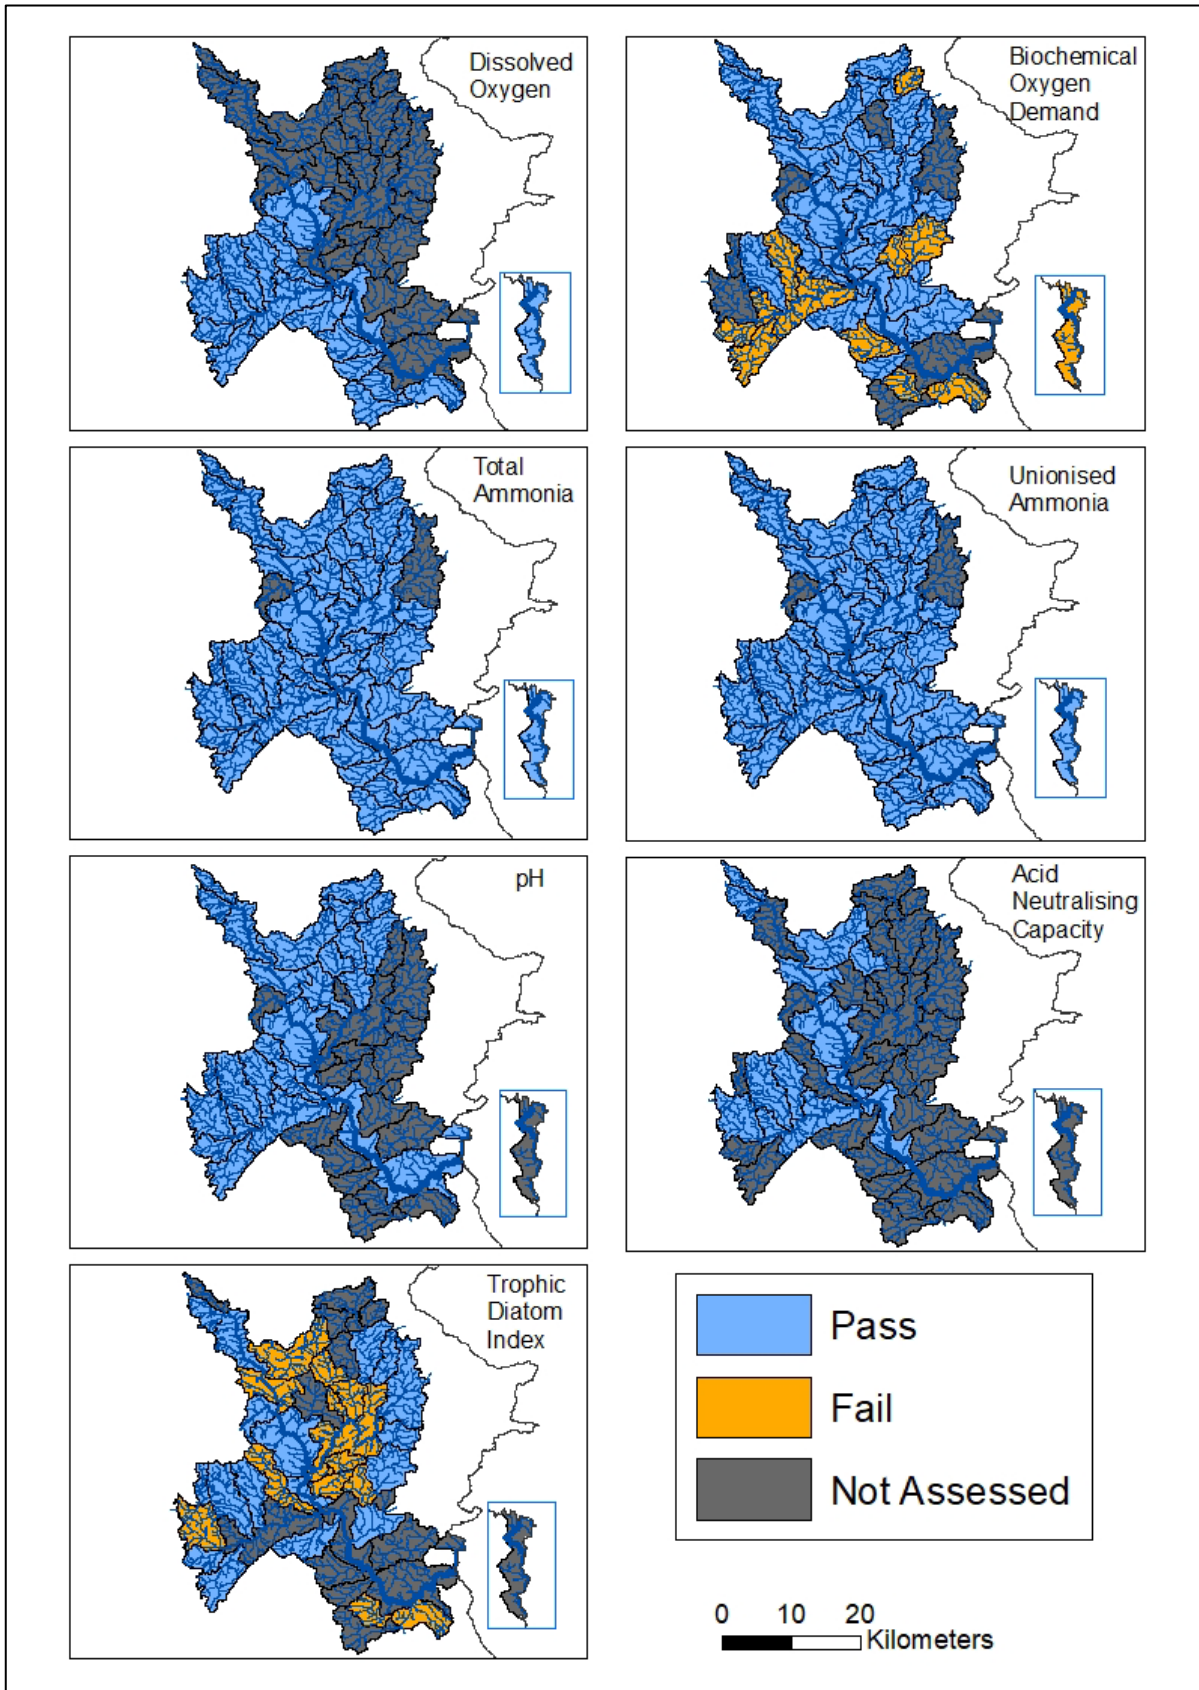 Dissolved
Oxygen
Biochemical
Oxygen
Demand
Total
Ammonia
Unionised
Ammonia
pH
Acid
Neutralising
Capacity
Trophic
Diatom
Index
Pass
Fail
Not Assessed
0 10 20
Kilometers